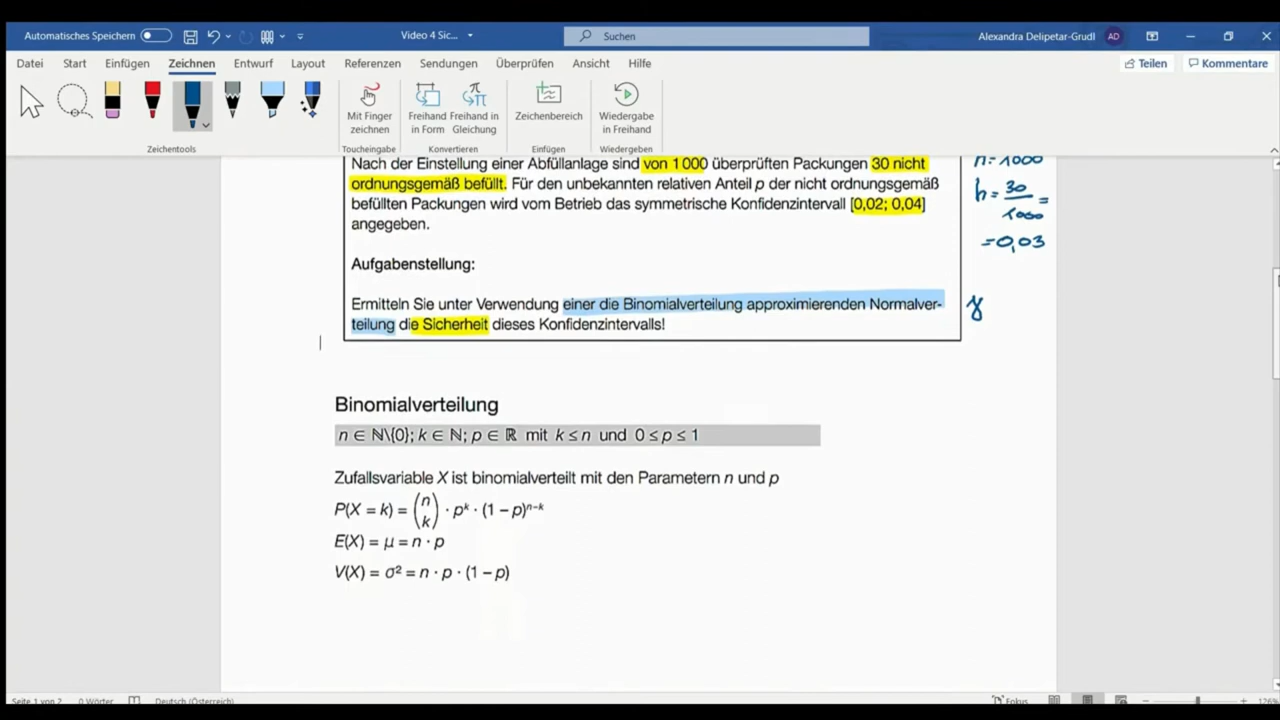 Automatisches Speichern
Video 4 Sic...
Suchen
Alexandra Delipetar-Grudl
AD
Datei Start Einfügen Zeichnen Entwurf Layout Referenzen Sendungen Überprüfen Ansicht Hilfe
Teilen Kommentare
Mit Finger zeichnen
Freihand in Form
Freihand in Gleichung
Zeichenbereich
Wiedergabe in Freihand
Zeichentools Toucheingabe Konvertieren Einfügen Wiedergeben
Nach der Einstellung einer Abfüllanlage sind von 1 000 überprüften Packungen 30 nicht
ordnungsgemäß befüllt. Für den unbekannten relativen Anteil p der nicht ordnungsgemäß
befüllten Packungen wird vom Betrieb das symmetrische Konfidenzintervall [0,02; 0,04]
angegeben.
n = 1000
h = 30/1000 =
= 0,03
Aufgabenstellung:
Ermitteln Sie unter Verwendung einer die Binomialverteilung approximierenden Normalver-
teilung die Sicherheit dieses Konfidenzintervalls!
γ
Binomialverteilung
n ∈ ℕ\{0}; k ∈ ℕ; p ∈ ℝ mit k ≤ n und 0 ≤ p ≤ 1
Zufallsvariable X ist binomialverteilt mit den Parametern n und p
P(X = k) = (n k) · p^k · (1 – p)^n–k
E(X) = μ = n · p
V(X) = σ² = n · p · (1 – p)
Seite 1 von 2 0 Wörter Deutsch (Österreich) Fokus 126%